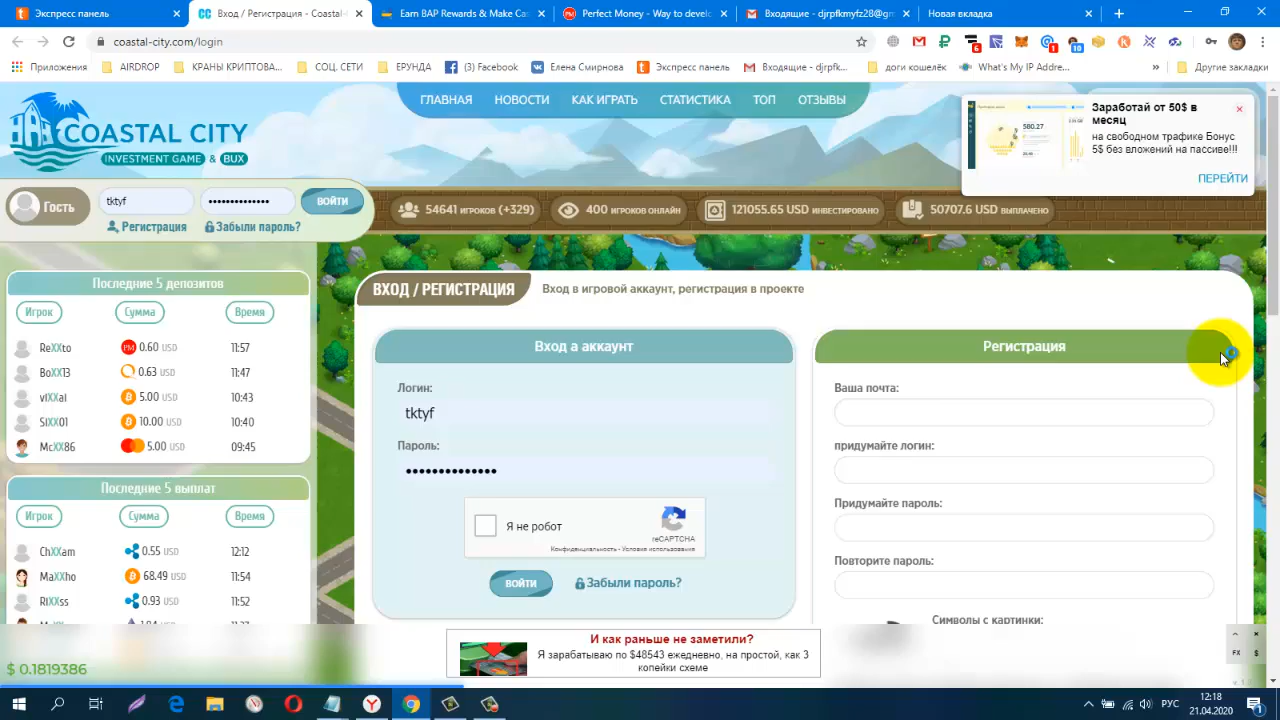 Экспресс панель
Вход / Регистрация - Coastal-
Earn BAP Rewards & Make Cas
Perfect Money - Way to develo
Входящие - djrpfkmyfz28@gm
Новая вкладка
coastal-city.com/login
Приложения
AIRDROP
КРАНЫ КРИПТОВА...
СОЦ. СЕТИ
ЕРУНДА
(3) Facebook
Елена Смирнова
Экспресс панель
Входящие - djrpfk...
доги кошелёк
What's My IP Addre...
»
Другие закладки
COASTAL CITY
INVESTMENT GAME & BUX
ГЛАВНАЯ
НОВОСТИ
КАК ИГРАТЬ
СТАТИСТИКА
ТОП
ОТЗЫВЫ
Заработай от 50$ в
месяц
на свободном трафике Бонус
5$ без вложений на пассиве!!!
ПЕРЕЙТИ
Гость
tktyf
••••••••••••••
ВОЙТИ
Регистрация
Забыли пароль?
54641 ИГРОКОВ (+329)
400 ИГРОКОВ ОНЛАЙН
121055.65 USD ИНВЕСТИРОВАНО
50707.6 USD ВЫПЛАЧЕНО
Последние 5 депозитов
Игрок Сумма Время
ReXXto 0.60 USD 11:57
BoXX13 0.63 USD 11:47
viXXai 5.00 USD 10:43
SiXX01 10.00 USD 10:40
McXX86 5.00 USD 09:45
Последние 5 выплат
Игрок Сумма Время
ChXXam 0.55 USD 12:12
MaXXho 68.49 USD 11:54
RiXXss 0.93 USD 11:52
ВХОД / РЕГИСТРАЦИЯ
Вход в игровой аккаунт, регистрация в проекте
Вход а аккаунт
Логин:
tktyf
Пароль:
••••••••••••••
Я не робот
reCAPTCHA
Конфиденциальность - Условия использования
ВОЙТИ
Забыли пароль?
Регистрация
Ваша почта:
придумайте логин:
Придумайте пароль:
Повторите пароль:
Символы с картинки:
$ 0.1819386
И как раньше не заметили?
Я зарабатываю по $48543 ежедневно, на простой, как 3
копейки схеме
FX $
РУС
12:18
21.04.2020